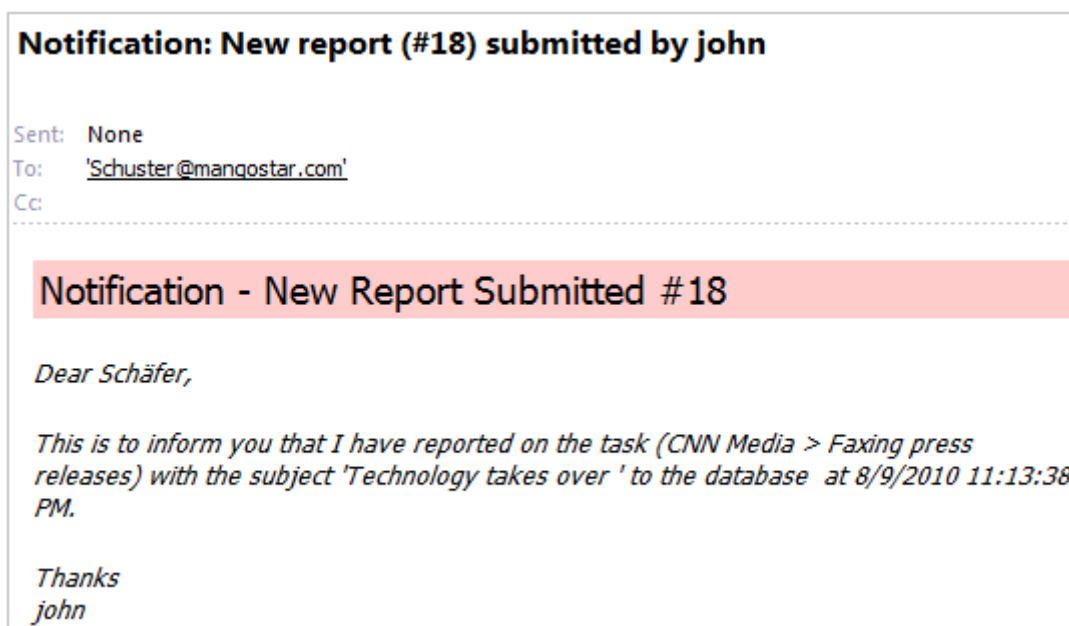 Notification: New report (#18) submitted by john
Sent: None
To: 'Schuster@mangostar.com'
Cc:
Notification - New Report Submitted #18
Dear Schäfer,
This is to inform you that I have reported on the task (CNN Media > Faxing press
releases) with the subject 'Technology takes over ' to the database  at 8/9/2010 11:13:38
PM.
Thanks
john